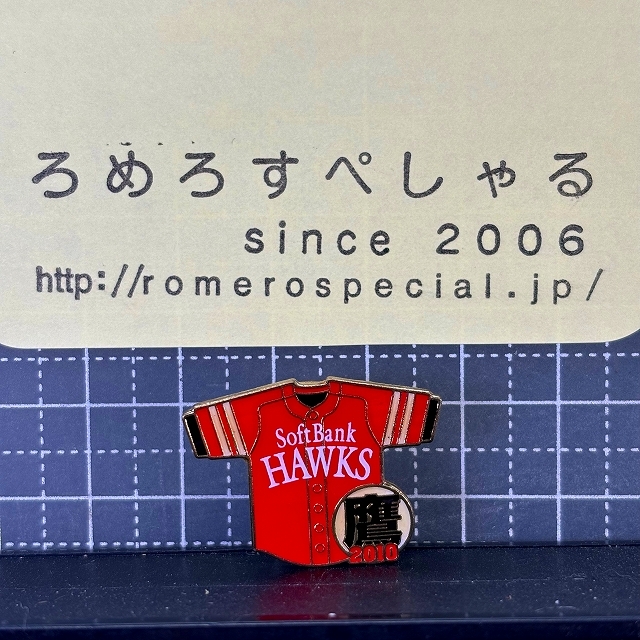 ろめろすぺしゃる
since 2006
http://romerospecial.jp/
SoftBank
HAWKS
鷹
2010